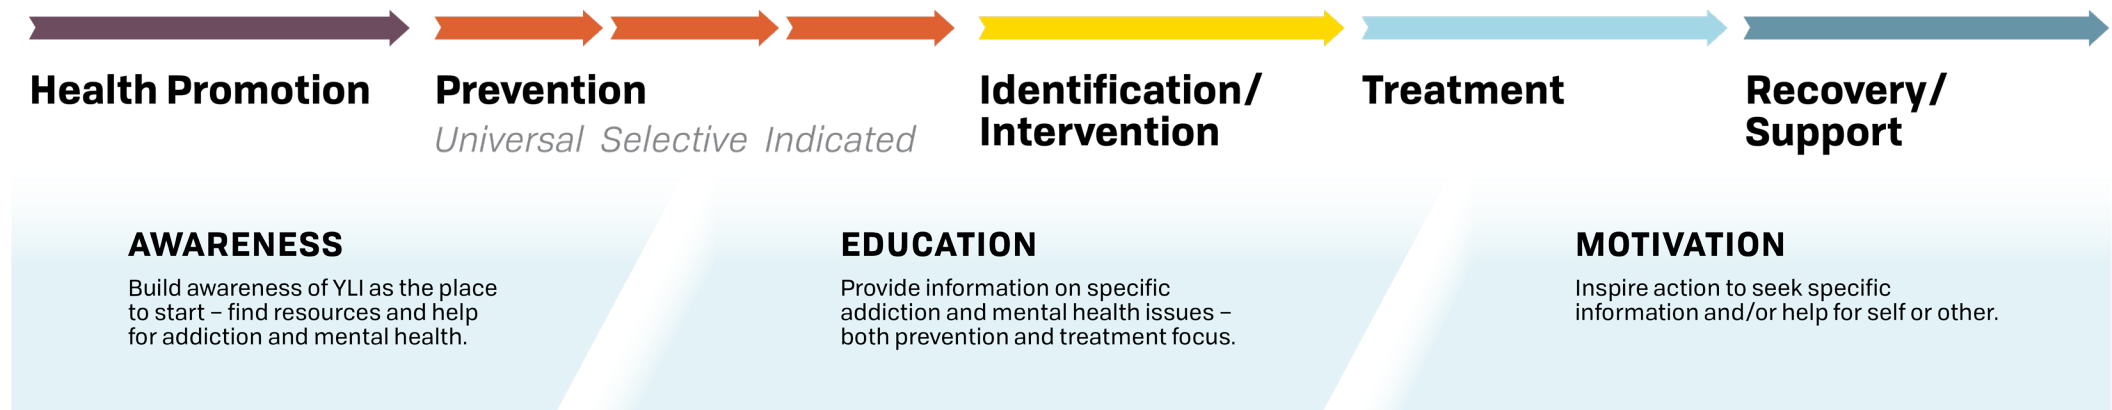 Health Promotion
Prevention
Universal Selective Indicated
Identification/
Intervention
Treatment
Recovery/
Support
AWARENESS
Build awareness of YLI as the place
to start – find resources and help
for addiction and mental health.
EDUCATION
Provide information on specific
addiction and mental health issues –
both prevention and treatment focus.
MOTIVATION
Inspire action to seek specific
information and/or help for self or other.